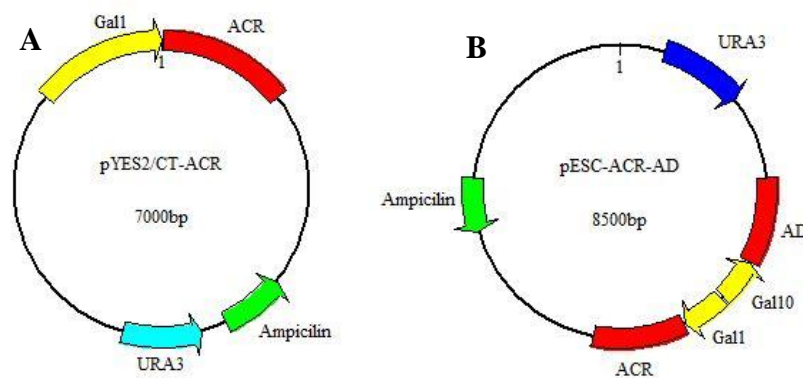 A
Gal1
ACR
1
pYES2/CT-ACR
7000bp
Ampicilin
URA3
B
1
URA3
pESC-ACR-AD
8500bp
Ampicilin
AD
Gal10
Gal1
ACR